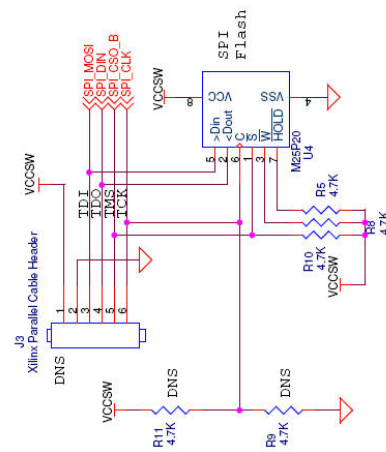 SPI_MOSI
SPI_DIN
SPI_CSO_B
SPI_CLK
SPI
Flash
VCCSW
8
VCC
VSS
4
>Din
<Dout
C
S
W
HOLD
5
2
6
1
3
7
M25P20
U4
VCCSW
TDI
TDO
TMS
TCK
J3
Xilinx Parallel Cable Header
DNS
1
2
3
4
5
6
R5
4.7K
R8
4.7K
R10
4.7K
VCCSW
VCCSW
R11
4.7K
DNS
R9
4.7K
DNS